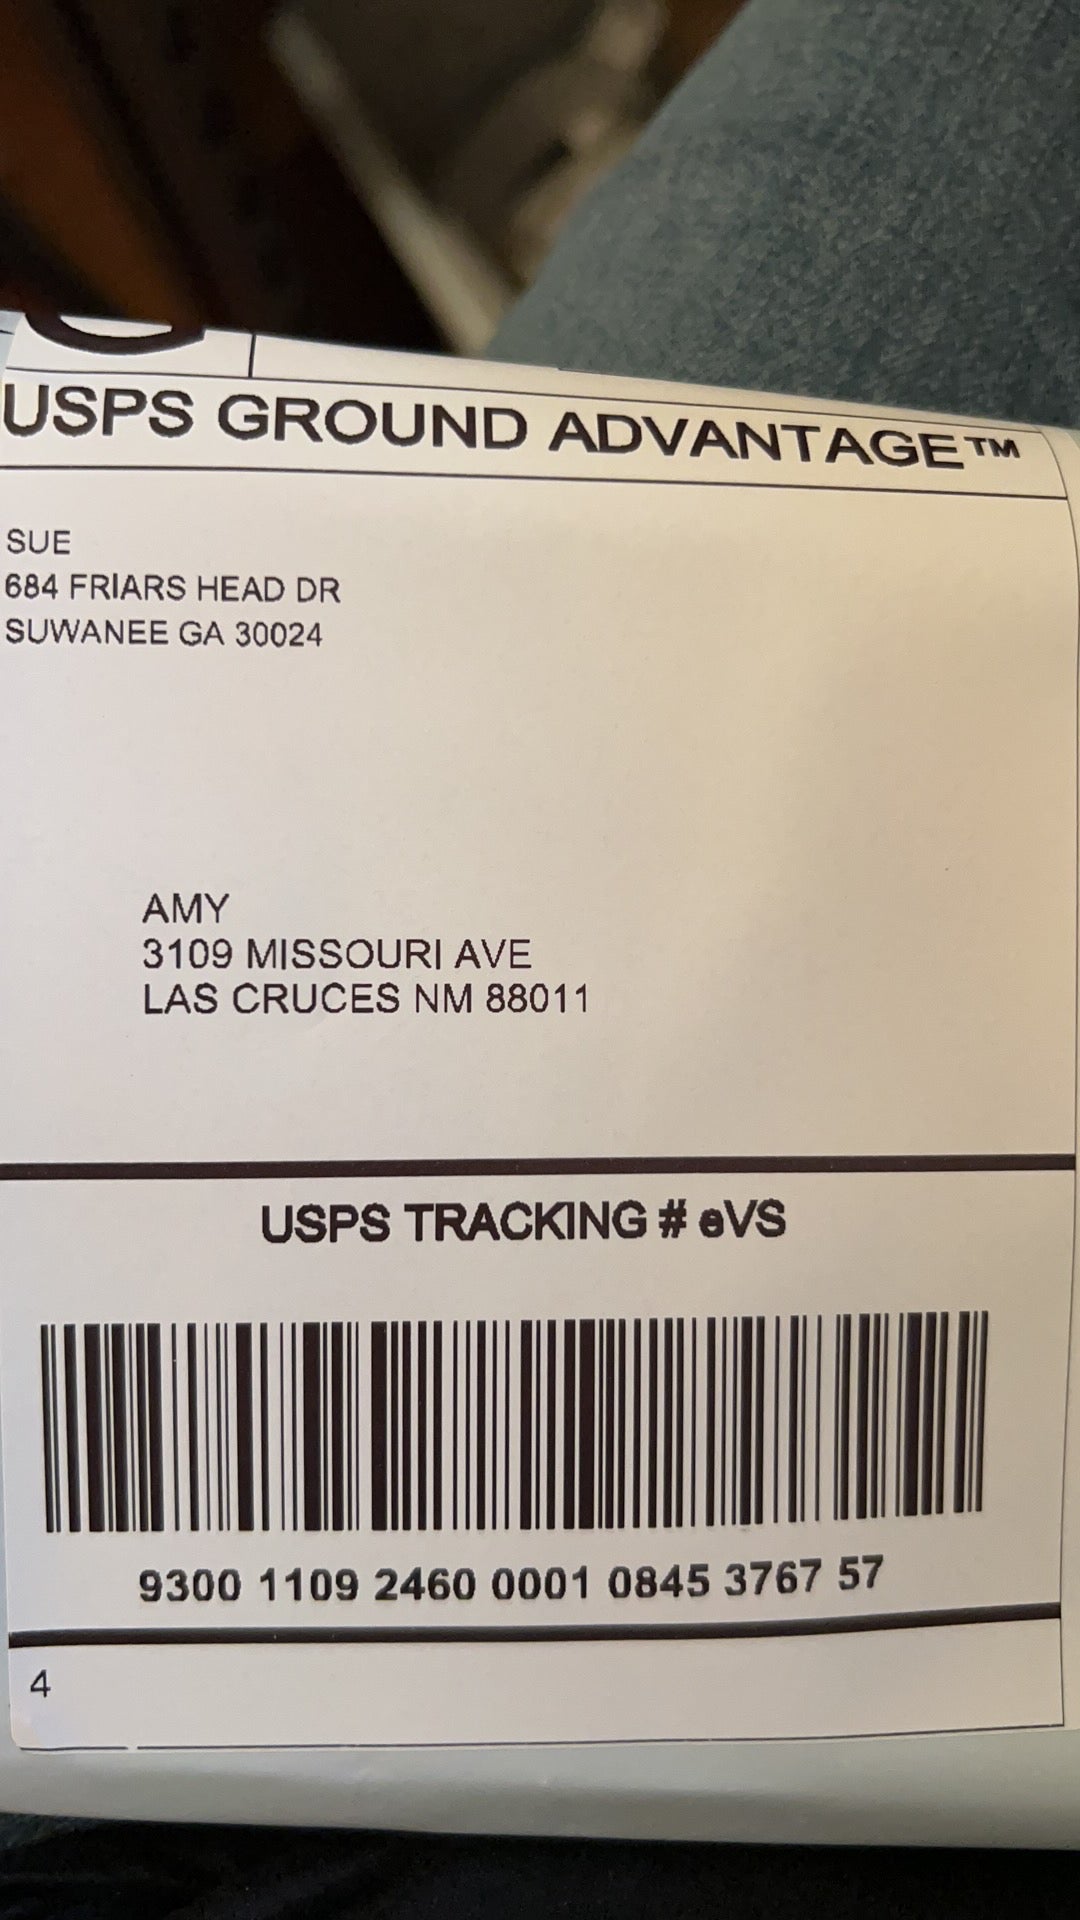 USPS GROUND ADVANTAGE™
SUE
684 FRIARS HEAD DR
SUWANEE GA 30024
AMY
3109 MISSOURI AVE
LAS CRUCES NM 88011
USPS TRACKING # eVS
9300 1109 2460 0001 0845 3767 57
4